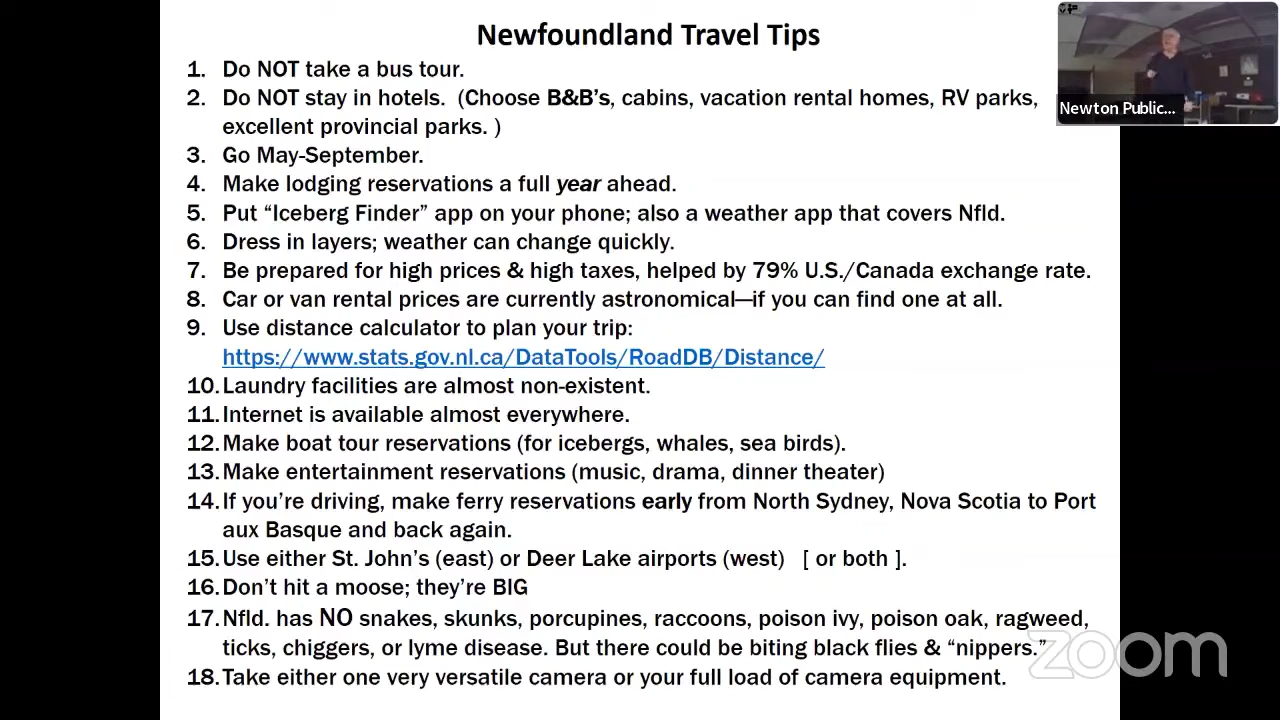 Newfoundland Travel Tips
1. Do NOT take a bus tour.
2. Do NOT stay in hotels. (Choose B&B's, cabins, vacation rental homes, RV parks,
excellent provincial parks. )
3. Go May-September.
4. Make lodging reservations a full year ahead.
5. Put “Iceberg Finder” app on your phone; also a weather app that covers Nfld.
6. Dress in layers; weather can change quickly.
7. Be prepared for high prices & high taxes, helped by 79% U.S./Canada exchange rate.
8. Car or van rental prices are currently astronomical—if you can find one at all.
9. Use distance calculator to plan your trip:
https://www.stats.gov.nl.ca/DataTools/RoadDB/Distance/
10. Laundry facilities are almost non-existent.
11. Internet is available almost everywhere.
12. Make boat tour reservations (for icebergs, whales, sea birds).
13. Make entertainment reservations (music, drama, dinner theater)
14. If you're driving, make ferry reservations early from North Sydney, Nova Scotia to Port
aux Basque and back again.
15. Use either St. John's (east) or Deer Lake airports (west) [ or both ].
16. Don't hit a moose; they're BIG
17. Nfld. has NO snakes, skunks, porcupines, raccoons, poison ivy, poison oak, ragweed,
ticks, chiggers, or lyme disease. But there could be biting black flies & “nippers.”
18. Take either one very versatile camera or your full load of camera equipment.
Newton Public...
zoom